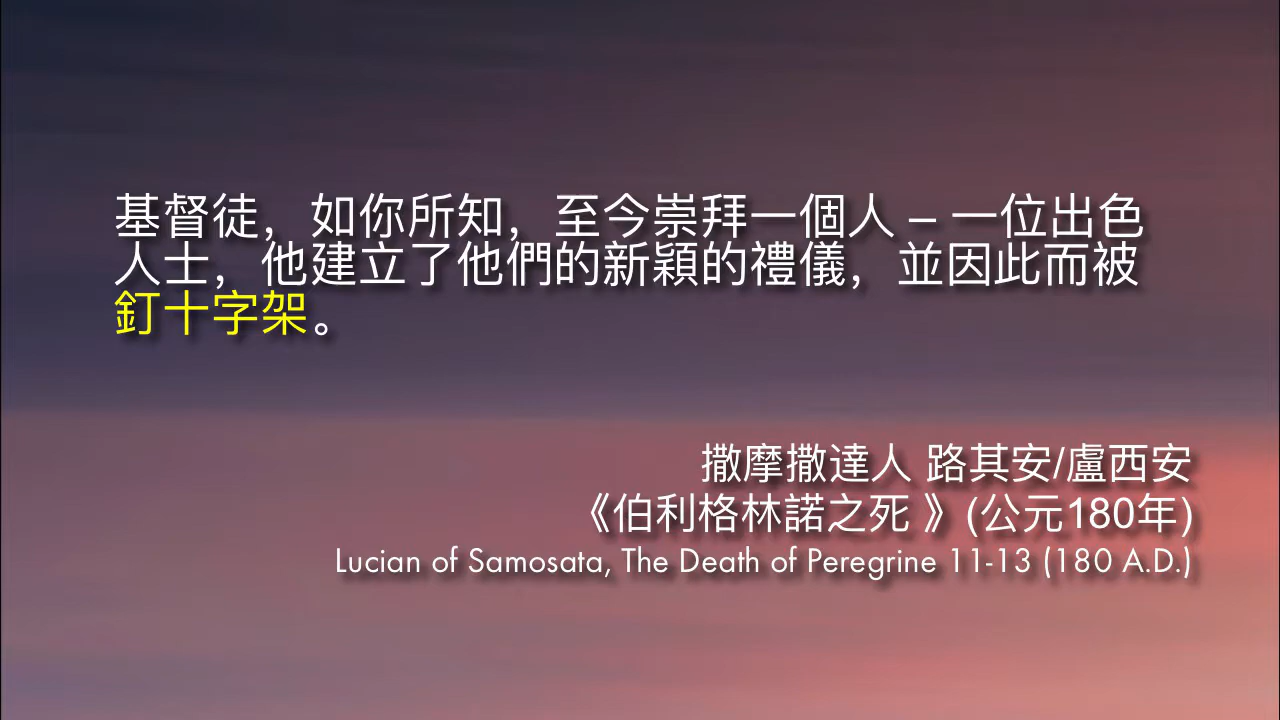 基督徒，如你所知，至今崇拜一個人 – 一位出色
人士，他建立了他們的新穎的禮儀，並因此而被
釘十字架。
撒摩撒達人 路其安/盧西安
《伯利格林諾之死 》(公元180年)
Lucian of Samosata, The Death of Peregrine 11-13 (180 A.D.)